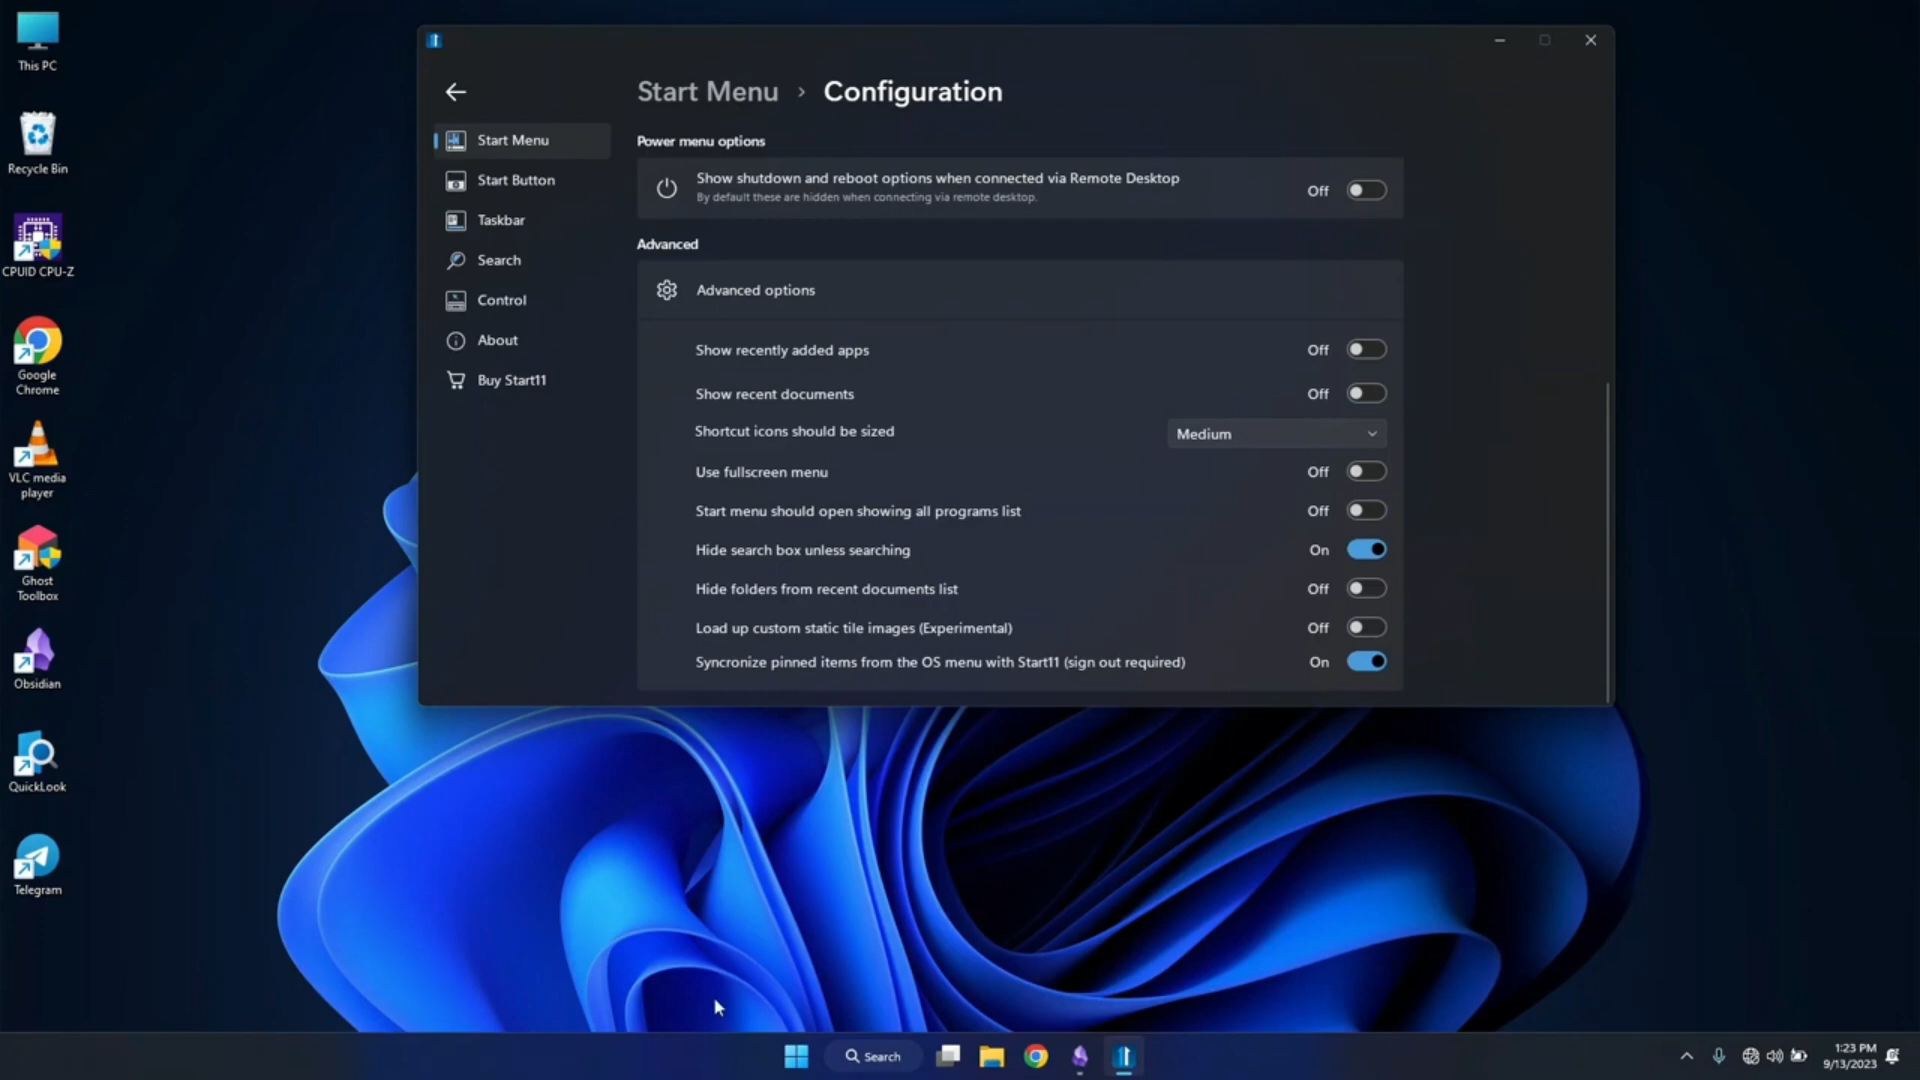 This PC
Recycle Bin
CPUID CPU-Z
Google
Chrome
VLC media
player
Ghost
Toolbox
Obsidian
QuickLook
Telegram
Start Menu › Configuration
Start Menu
Start Button
Taskbar
Search
Control
About
Buy Start11
Power menu options
Show shutdown and reboot options when connected via Remote Desktop
By default these are hidden when connecting via remote desktop.
Off
Advanced
Advanced options
Show recently added apps Off
Show recent documents Off
Shortcut icons should be sized Medium
Use fullscreen menu Off
Start menu should open showing all programs list Off
Hide search box unless searching On
Hide folders from recent documents list Off
Load up custom static tile images (Experimental) Off
Syncronize pinned items from the OS menu with Start11 (sign out required) On
Search
1:23 PM
9/13/2023